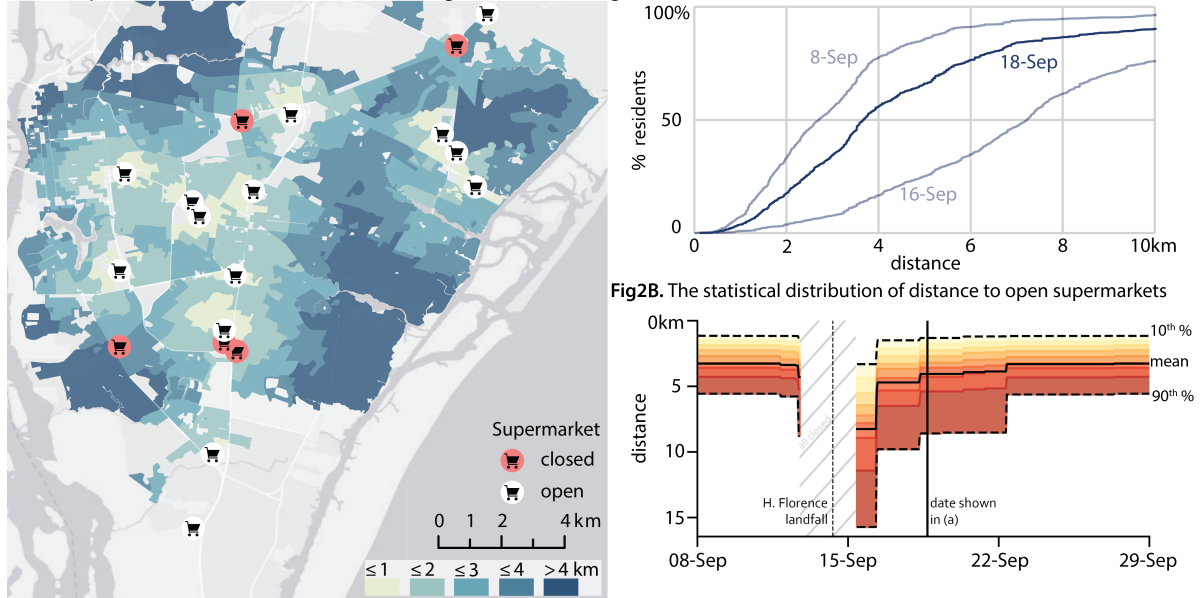 Supermarket
closed
open
0 1 2 4 km
≤ 1 ≤ 2 ≤ 3 ≤ 4 > 4 km
100%
50
0
% residents
8-Sep
18-Sep
16-Sep
0 2 4 6 8 10km
distance
Fig2B. The statistical distribution of distance to open supermarkets
0km
5
10
15
distance
10th %
mean
90th %
all closed
H. Florence
landfall
date shown
in (a)
08-Sep 15-Sep 22-Sep 29-Sep